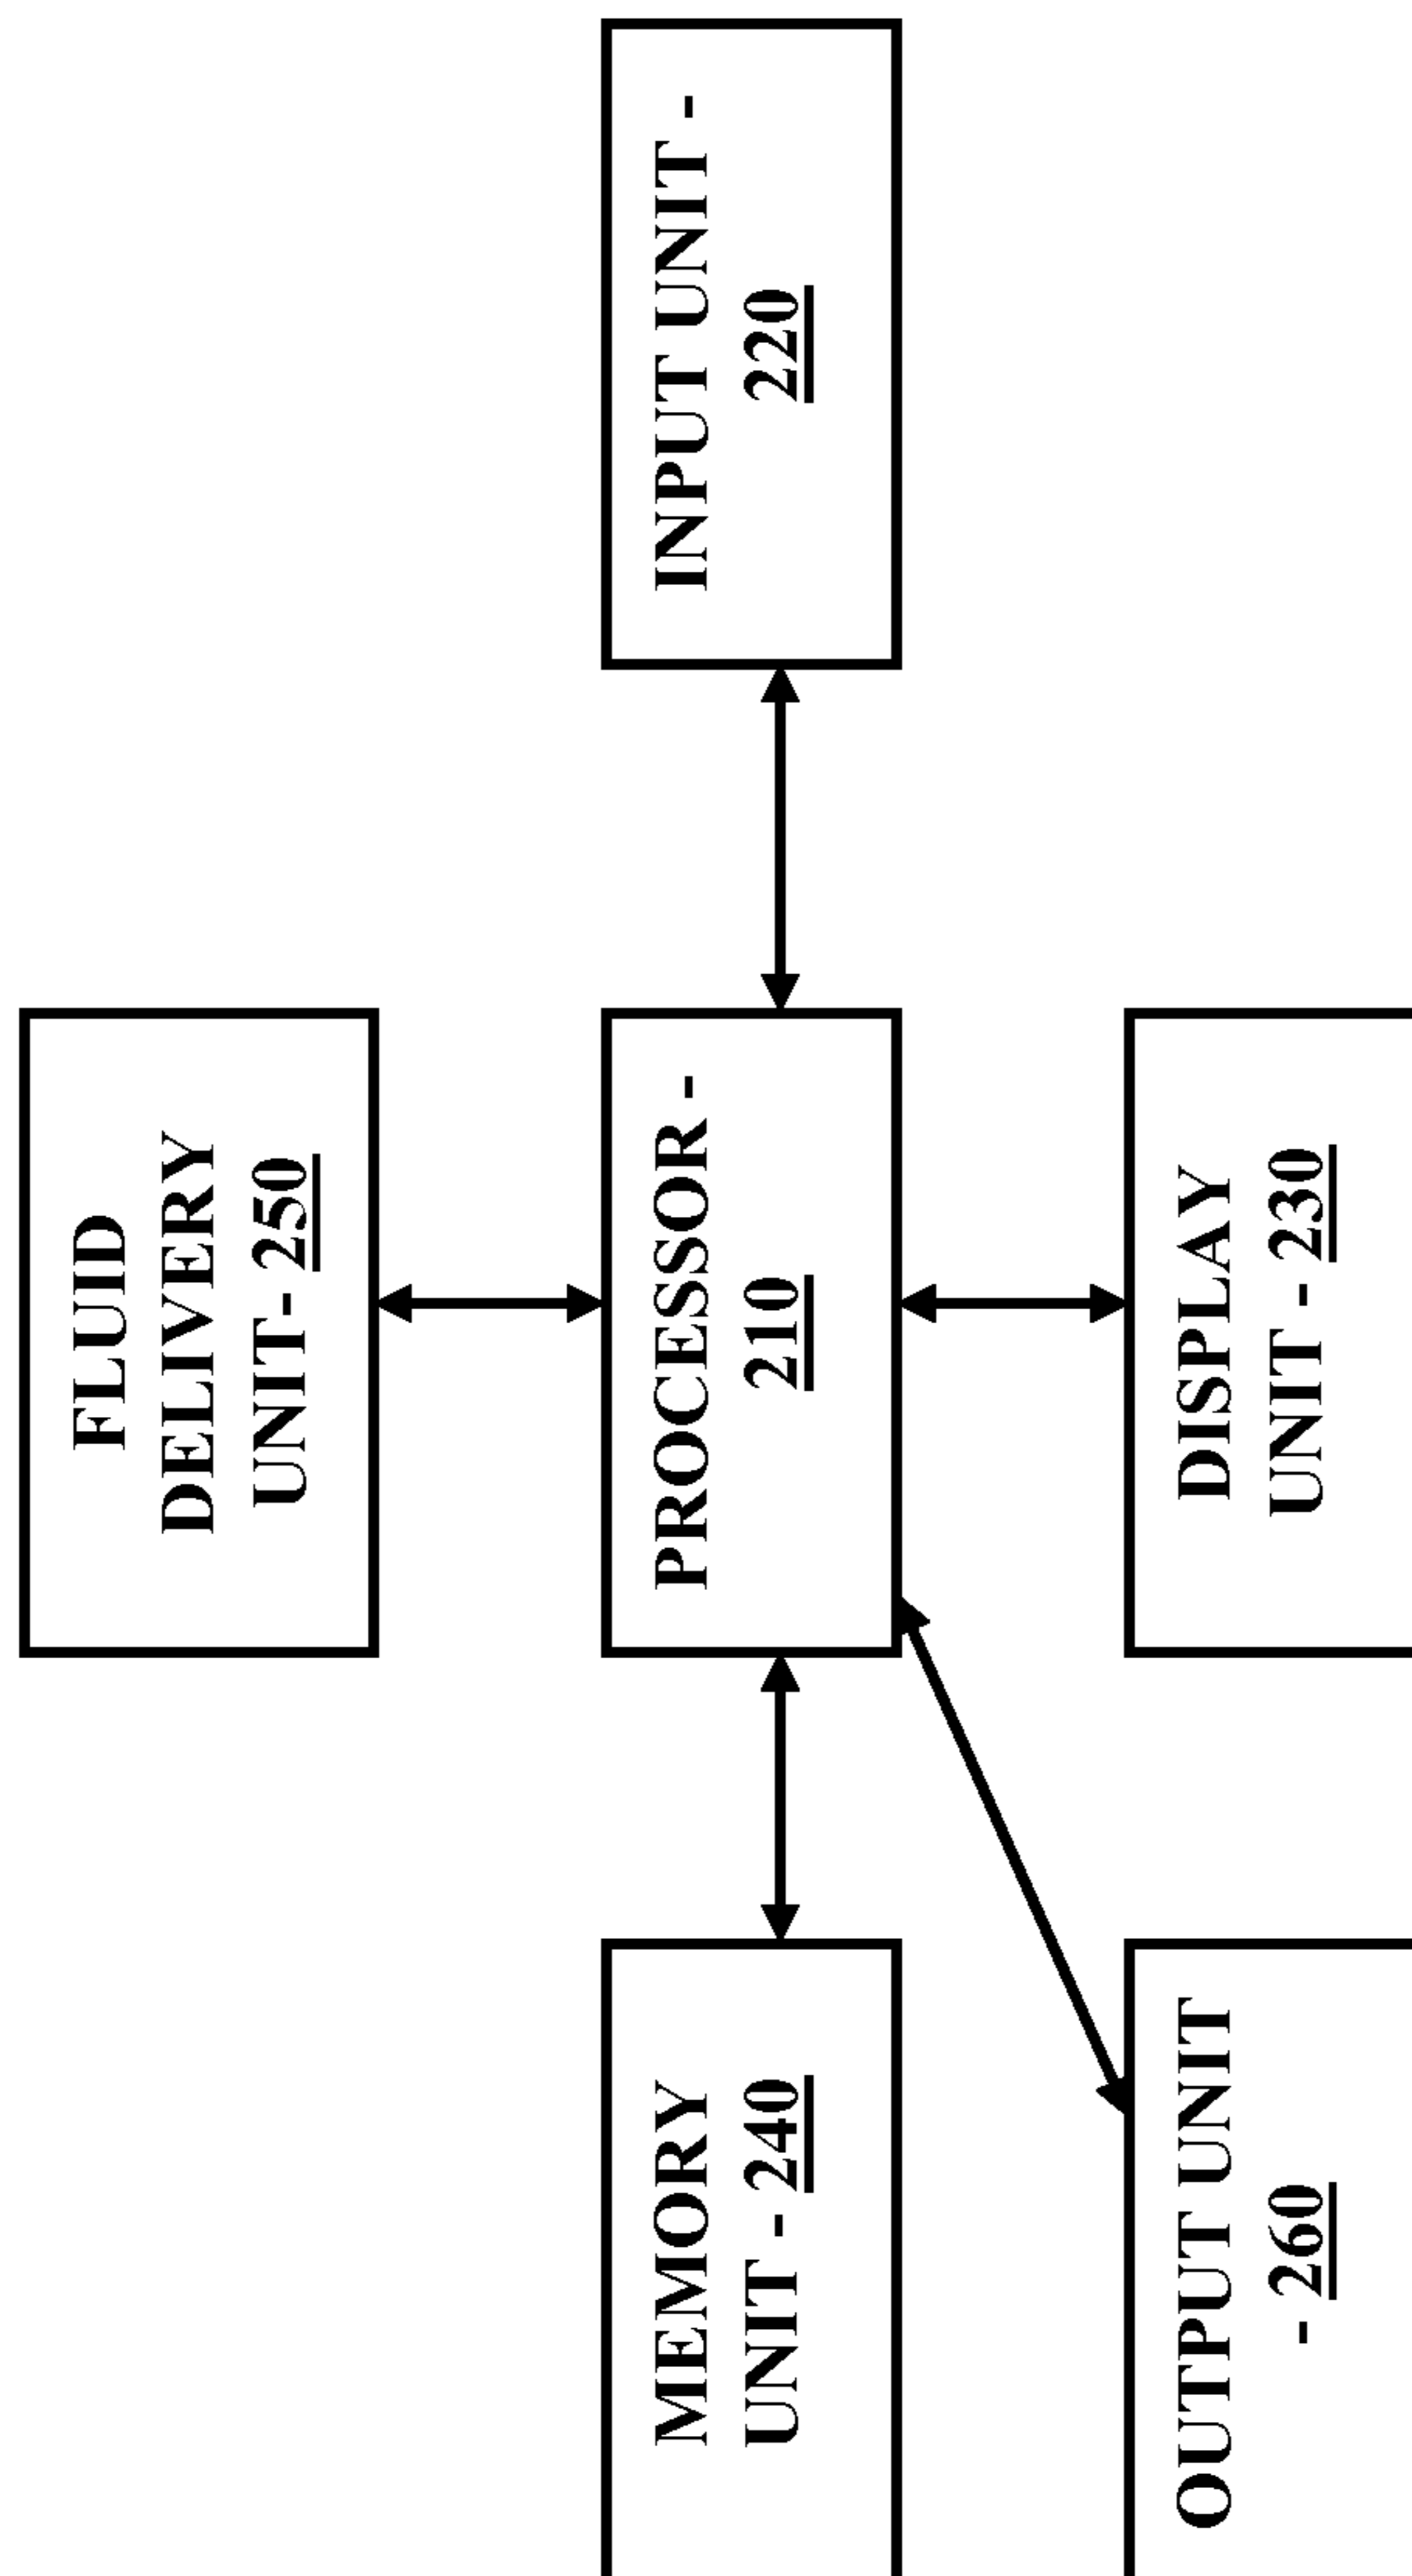 FLUID
DELIVERY
UNIT- 250
MEMORY
UNIT - 240
PROCESSOR -
210
INPUT UNIT -
220
OUTPUT UNIT
- 260
DISPLAY
UNIT - 230